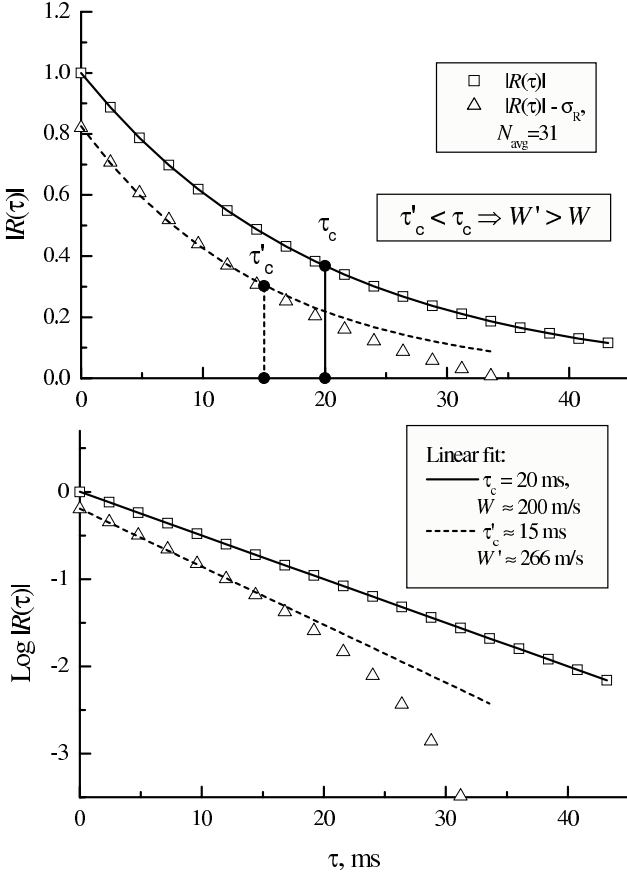 1.2
1.0
0.8
0.6
0.4
0.2
0.0
|R(τ)|
|R(τ)|
|R(τ)| - σR,
Navg=31
τ'c < τc ⇒ W' > W
τ'c
τc
0
10
20
30
40
0
-1
-2
-3
Log |R(τ)|
Linear fit:
τc = 20 ms,
W ≈ 200 m/s
τ'c ≈ 15 ms
W' ≈ 266 m/s
0
10
20
30
40
τ, ms